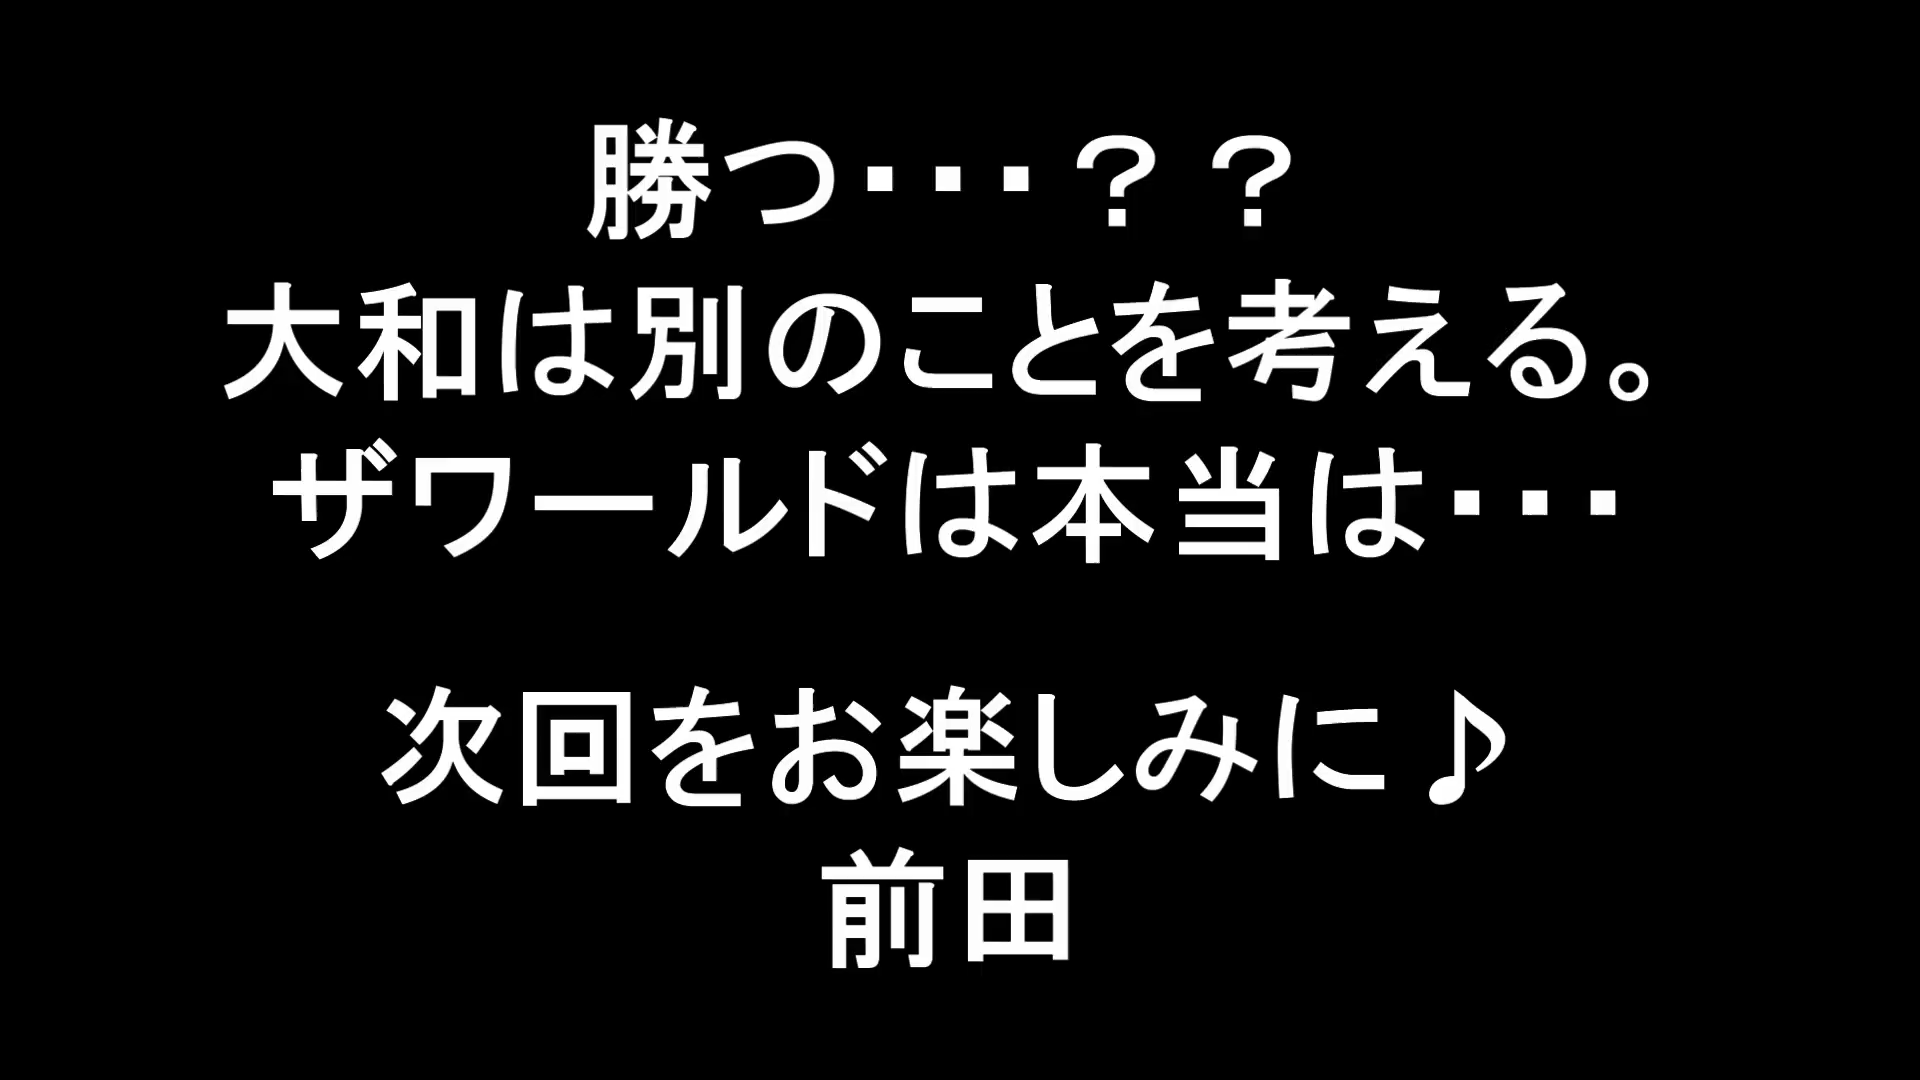 勝つ・・・？？
大和は別のことを考える。
ザワールドは本当は・・・
次回をお楽しみに♪
前田